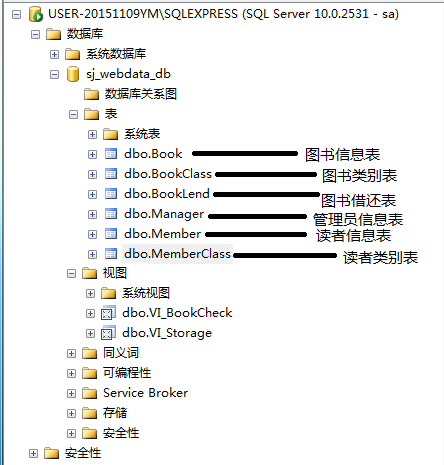 USER-20151109YM\SQLEXPRESS (SQL Server 10.0.2531 - sa)
数据库
系统数据库
sj_webdata_db
数据库关系图
表
系统表
dbo.Book 图书信息表
dbo.BookClass 图书类别表
dbo.BookLend 图书借还表
dbo.Manager 管理员信息表
dbo.Member 读者信息表
dbo.MemberClass 读者类别表
视图
系统视图
dbo.VI_BookCheck
dbo.VI_Storage
同义词
可编程性
Service Broker
存储
安全性
安全性